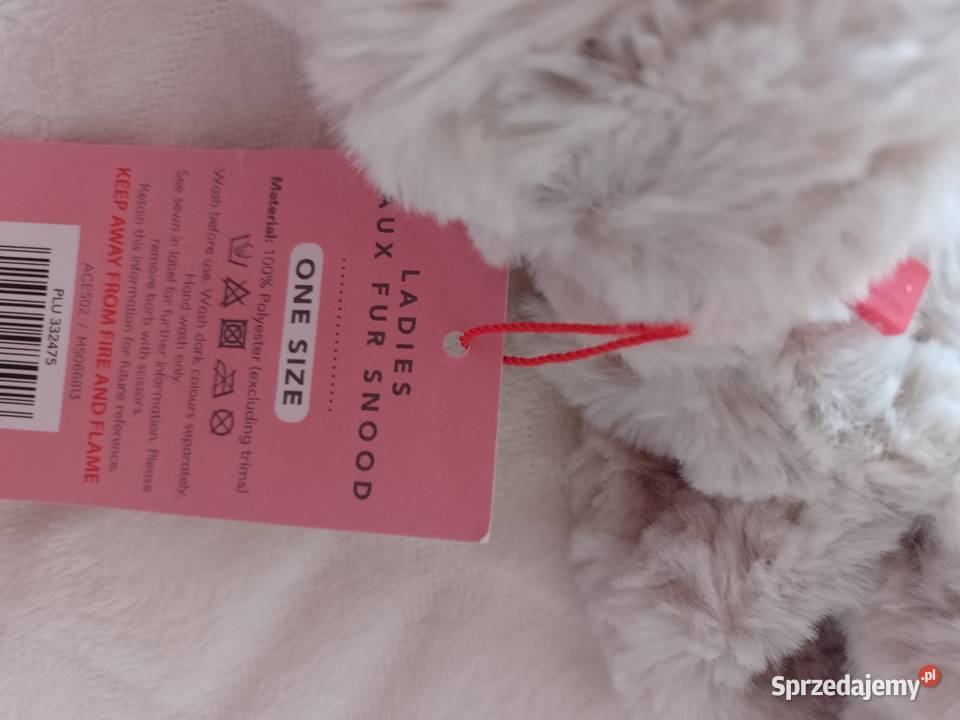 LADIES
AUX FUR SNOOD
ONE SIZE
Material: 100% Polyester (excluding trims)
Wash before use. Wash dark colours separately.
Hand wash only.
See sewn in label for further information. Please
remove barb with scissors.
Retain this information for future reference.
KEEP AWAY FROM FIRE AND FLAME
ACE502 / M5066813
PLU 332475
Sprzedajemy.pl